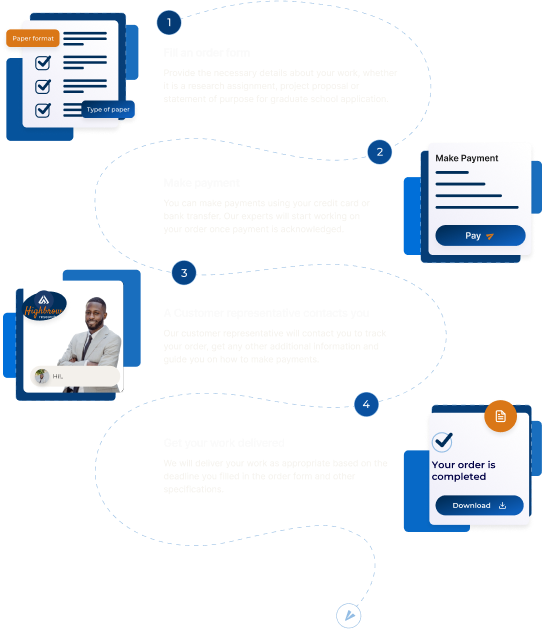 1
Paper format
Type of paper
Fill an order form
Provide the necessary details about your work, whether
it is a research assignment, project proposal or
statement of purpose for graduate school application.
2
Make Payment
Pay
Make payment
You can make payments using your credit card or
bank transfer. Our experts will start working on
your order once payment is acknowledged.
3
Highbrow
Hi,
A Customer representative contacts you
Our customer representative will contact you to track
your order, get any other additional information and
guide you on how to make payments.
4
Your order is
completed
Download
Get your work delivered
We will deliver your work as appropriate based on the
deadline you filled in the order form and other
specifications.